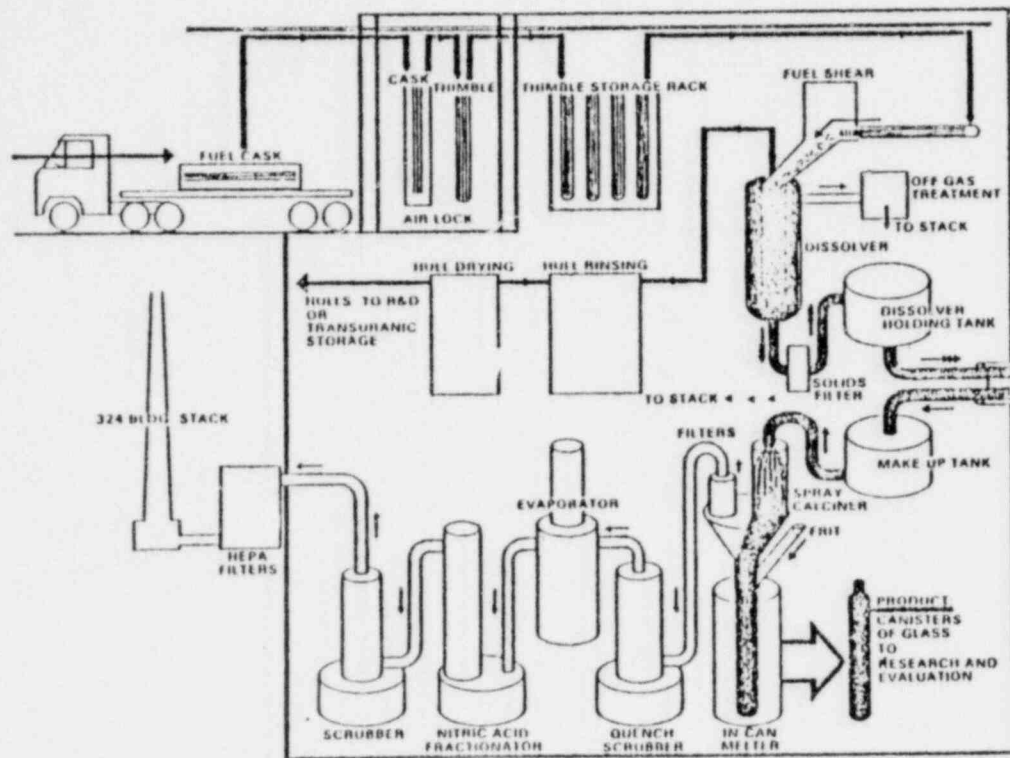 FUEL SHEAR
CASK
THIMBLE
THIMBLE STORAGE RACK
FUEL CASK
AIR LOCK
OFF GAS
TREATMENT
TO STACK
DISSOLVER
HULL DRYING
HULL RINSING
HULLS TO R&D
OR
TRANSURANIC
STORAGE
DISSOLVER
HOLDING TANK
SOLIDS
FILTER
TO STACK
324 BLDG. STACK
FILTERS
MAKE UP TANK
EVAPORATOR
SPRAY
CALCINER
FRIT
HEPA
FILTERS
PRODUCT
CANISTERS
OF GLASS
TO
RESEARCH AND
EVALUATION
SCRUBBER
NITRIC ACID
FRACTIONATOR
QUENCH
SCRUBBER
IN CAN
MELTER